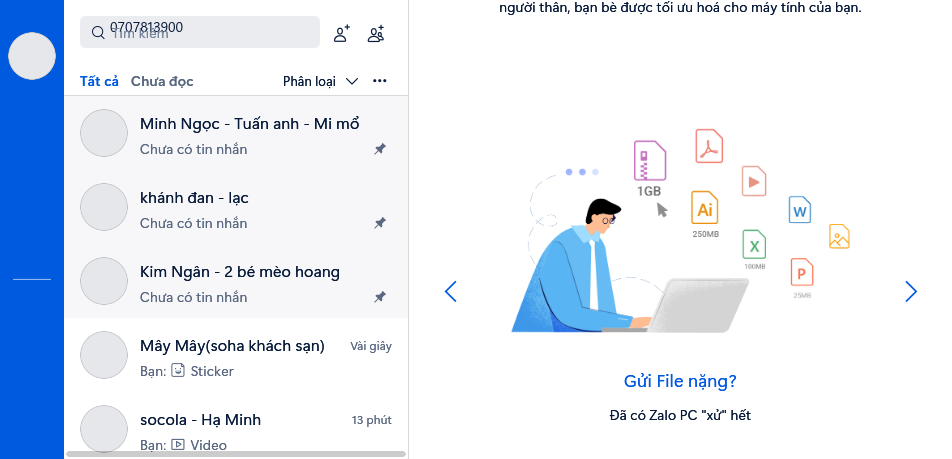 0707813900
Tìm kiếm
Tất cả Chưa đọc Phân loại
Minh Ngọc - Tuấn anh - Mi mổ
Chưa có tin nhắn
khánh đan - lạc
Chưa có tin nhắn
Kim Ngân - 2 bé mèo hoang
Chưa có tin nhắn
Mây Mây(soha khách sạn) Vài giây
Bạn: Sticker
socola - Hạ Minh 13 phút
Bạn: Video
người thân, bạn bè được tối ưu hoá cho máy tính của bạn.
1GB
Ai
250MB
W
X
100MB
P
25MB
Gửi File nặng?
Đã có Zalo PC "xử" hết